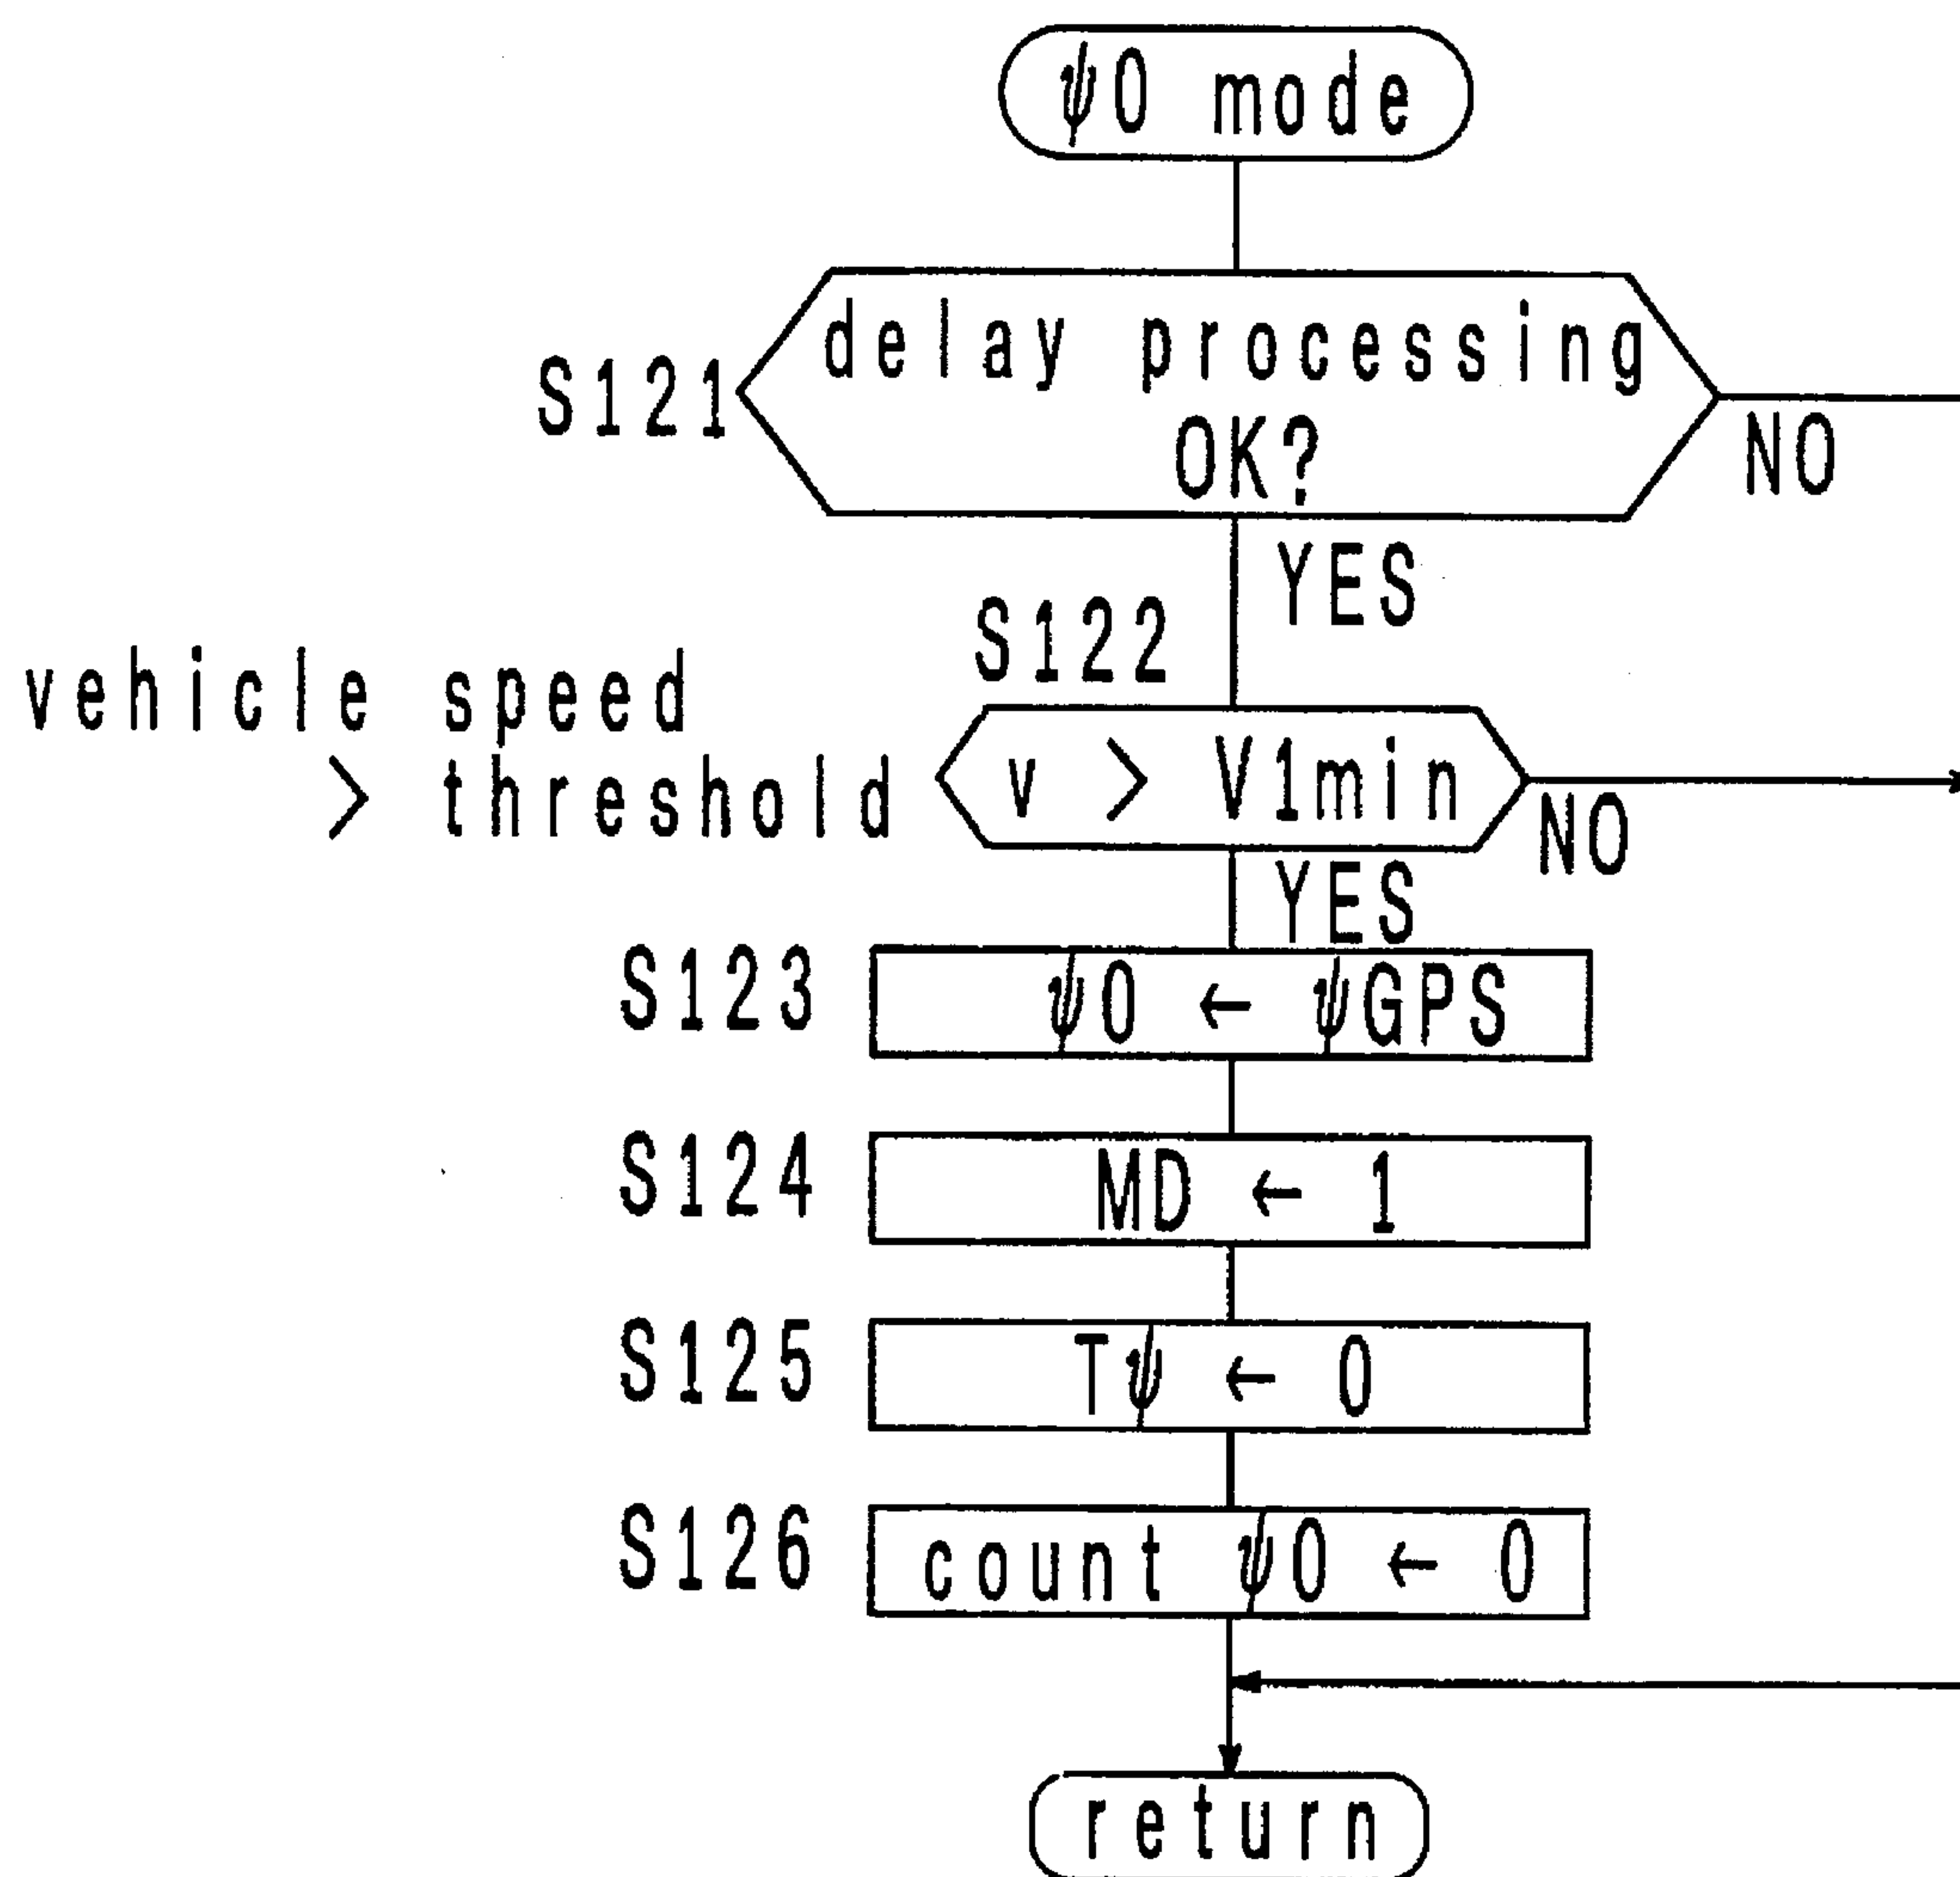 ψ0 mode
S121
delay processing
OK?
NO
YES
S122
vehicle speed
> threshold
v > V1min
NO
YES
S123
ψ0 ← ψGPS
S124
MD ← 1
S125
Tψ ← 0
S126
count ψ0 ← 0
return